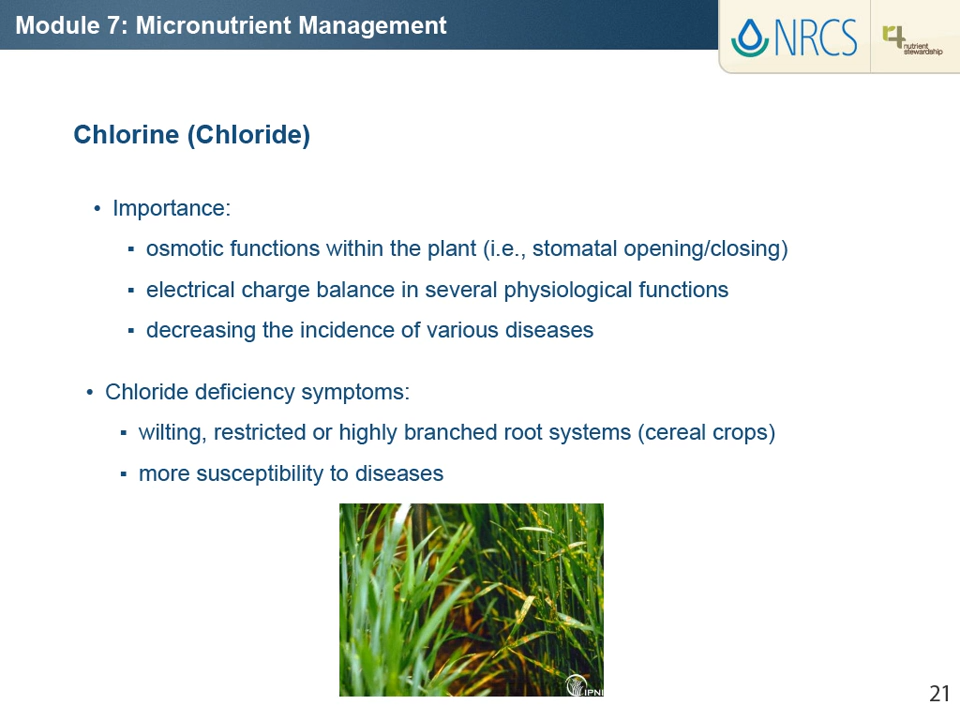 Module 7: Micronutrient Management
NRCS
r4 nutrient
stewardship
Chlorine (Chloride)
• Importance:
▪ osmotic functions within the plant (i.e., stomatal opening/closing)
▪ electrical charge balance in several physiological functions
▪ decreasing the incidence of various diseases
• Chloride deficiency symptoms:
▪ wilting, restricted or highly branched root systems (cereal crops)
▪ more susceptibility to diseases
IPNI
21